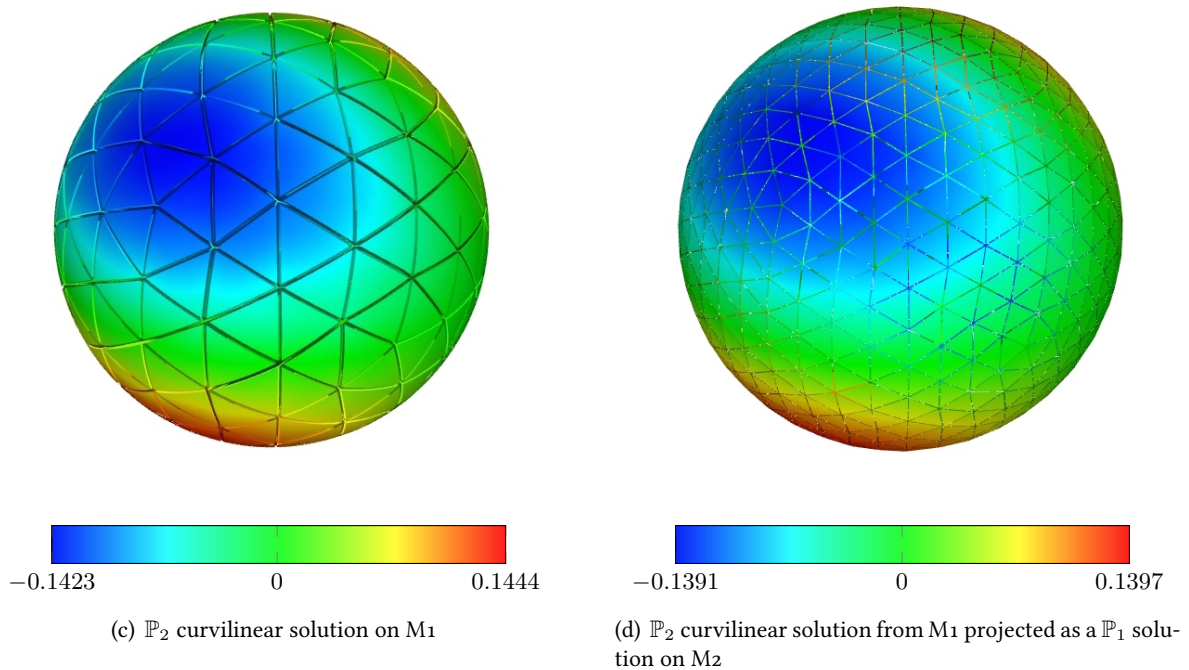 −0.1423 0 0.1444
−0.1391 0 0.1397
(c) ℙ₂ curvilinear solution on M1
(d) ℙ₂ curvilinear solution from M1 projected as a ℙ₁ solu-
tion on M2